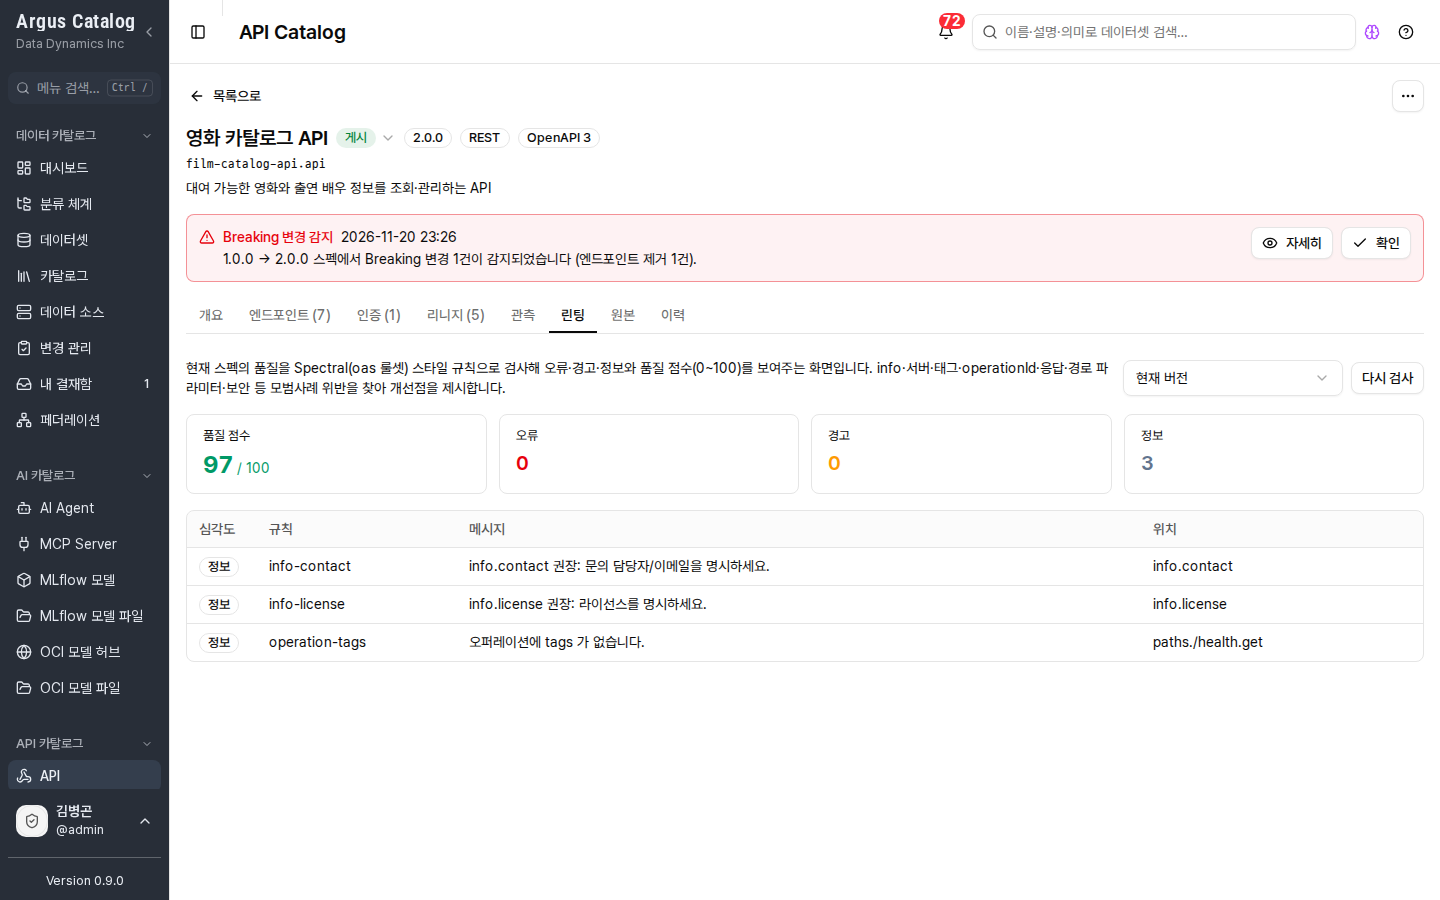 Argus Catalog
Data Dynamics Inc
메뉴 검색... Ctrl /
데이터 카탈로그
대시보드
분류 체계
데이터셋
카탈로그
데이터 소스
변경 관리
내 결재함 1
페더레이션
AI 카탈로그
AI Agent
MCP Server
MLflow 모델
MLflow 모델 파일
OCI 모델 허브
OCI 모델 파일
API 카탈로그
API
김병곤
@admin
Version 0.9.0
API Catalog
72
이름·설명·의미로 데이터셋 검색...
목록으로
영화 카탈로그 API 게시 2.0.0 REST OpenAPI 3
film-catalog-api.api
대여 가능한 영화와 출연 배우 정보를 조회·관리하는 API
Breaking 변경 감지 2026-11-20 23:26
1.0.0 → 2.0.0 스펙에서 Breaking 변경 1건이 감지되었습니다 (엔드포인트 제거 1건).
자세히 확인
개요 엔드포인트 (7) 인증 (1) 리니지 (5) 관측 린팅 원본 이력
현재 스펙의 품질을 Spectral(oas 룰셋) 스타일 규칙으로 검사해 오류·경고·정보와 품질 점수(0~100)를 보여주는 화면입니다. info·서버·태그·operationId·응답·경로 파
라미터·보안 등 모범사례 위반을 찾아 개선점을 제시합니다.
현재 버전 다시 검사
품질 점수 오류 경고 정보
97 / 100 0 0 3
심각도 규칙 메시지 위치
정보 info-contact info.contact 권장: 문의 담당자/이메일을 명시하세요. info.contact
정보 info-license info.license 권장: 라이선스를 명시하세요. info.license
정보 operation-tags 오퍼레이션에 tags 가 없습니다. paths./health.get